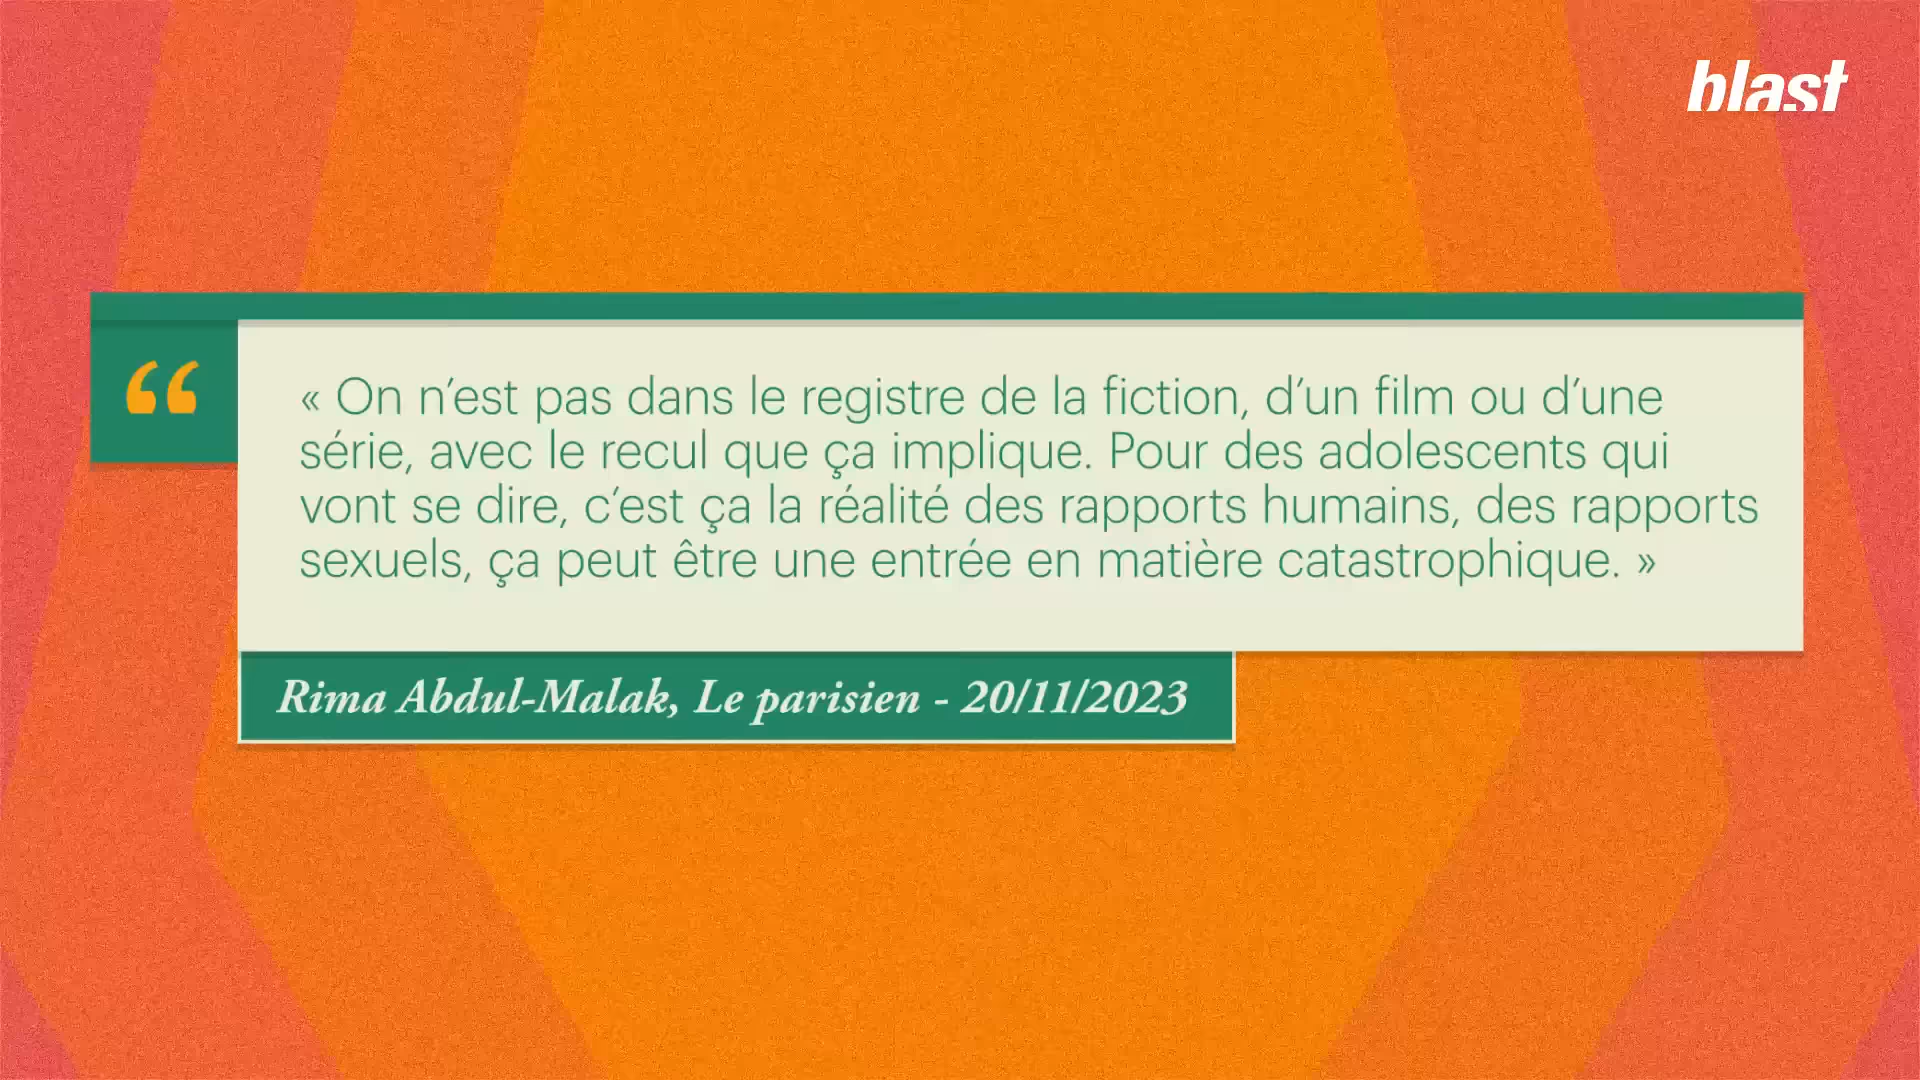 blast
“
« On n’est pas dans le registre de la fiction, d’un film ou d’une
série, avec le recul que ça implique. Pour des adolescents qui
vont se dire, c’est ça la réalité des rapports humains, des rapports
sexuels, ça peut être une entrée en matière catastrophique. »
Rima Abdul-Malak, Le parisien - 20/11/2023